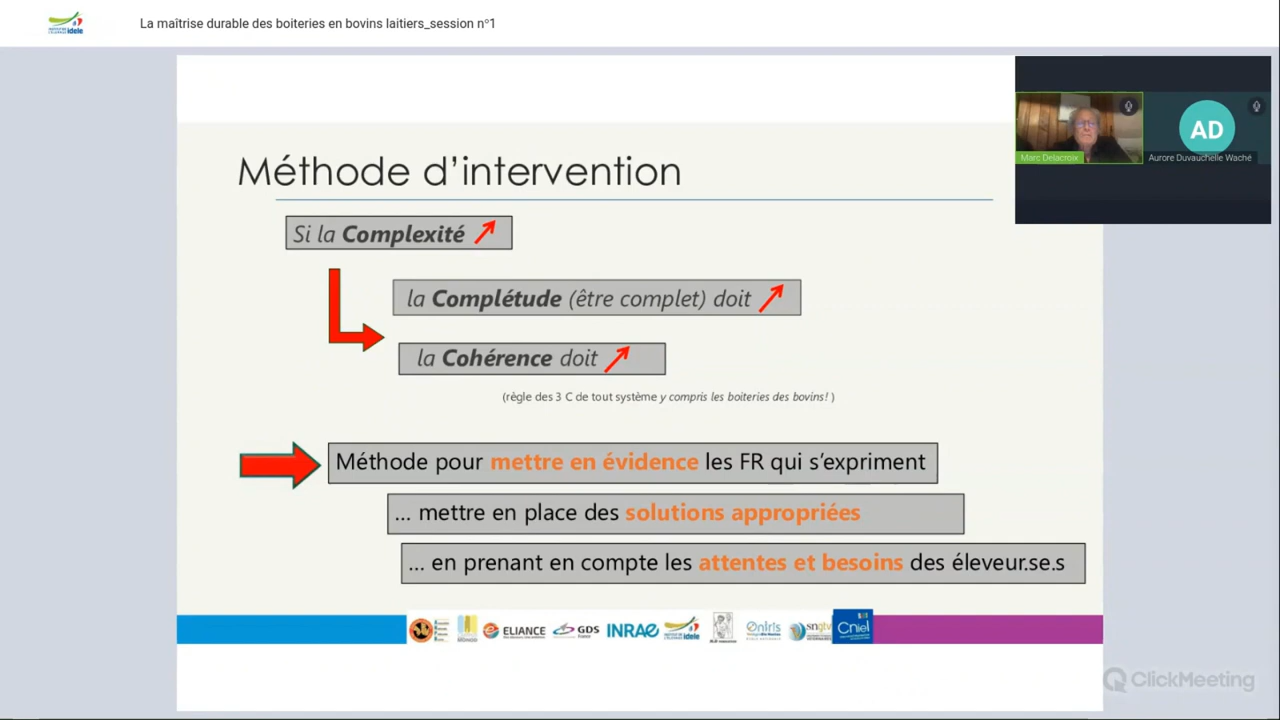 La maîtrise durable des boiteries en bovins laitiers_session n°1
idele
Marc Delacroix
AD
Aurore Duvauchelle Waché
Méthode d'intervention
Si la Complexité
la Complétude (être complet) doit
la Cohérence doit
(règle des 3 C de tout système y compris les boiteries des bovins! )
Méthode pour mettre en évidence les FR qui s'expriment
... mettre en place des solutions appropriées
... en prenant en compte les attentes et besoins des éleveur.se.s
ELIANCE
GDS
INRAE
idele
Oniris
sngtv
Cniel
ClickMeeting